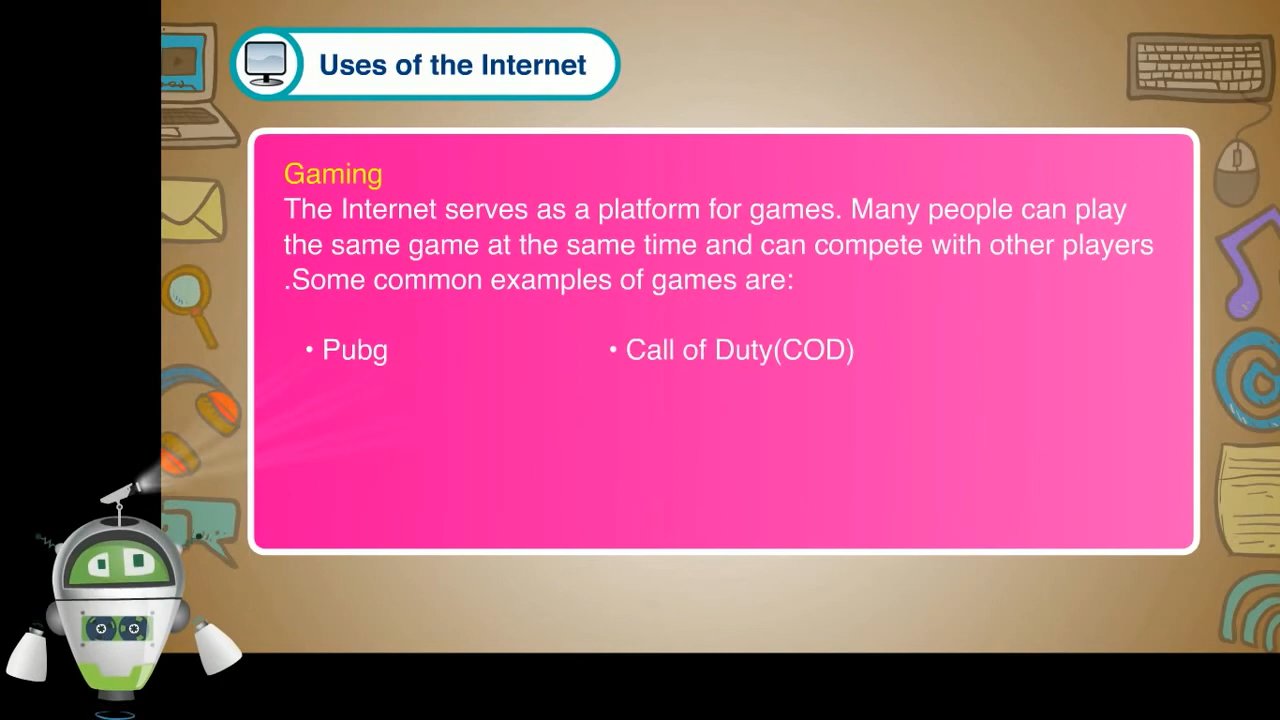 Uses of the Internet
Gaming
The Internet serves as a platform for games. Many people can play
the same game at the same time and can compete with other players
.Some common examples of games are:
• Pubg • Call of Duty(COD)